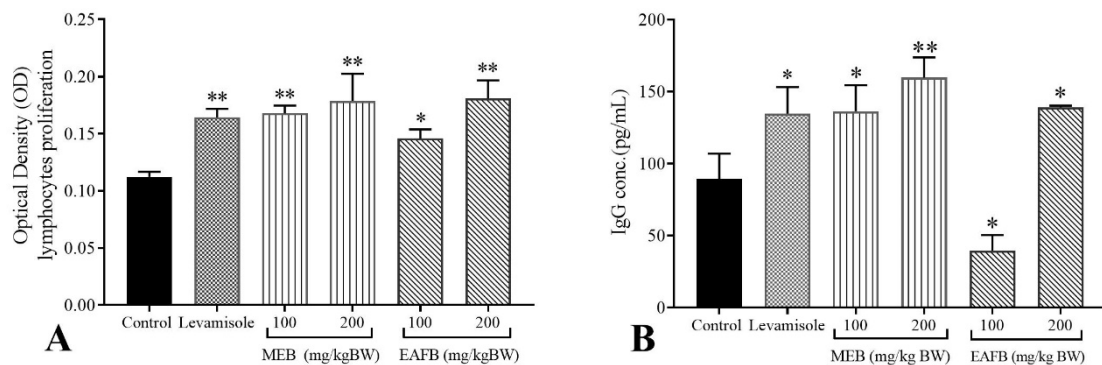 Optical Density (OD)
lymphocytes proliferation
0.25
0.20
0.15
0.10
0.05
0.00
**
**
**
*
**
Control Levamisole 100 200 100 200
MEB (mg/kgBW) EAFB (mg/kgBW)
A
IgG conc.(pg/mL)
200
150
100
50
0
*
*
**
*
*
Control Levamisole 100 200 100 200
MEB (mg/kg BW) EAFB (mg/kg BW)
B